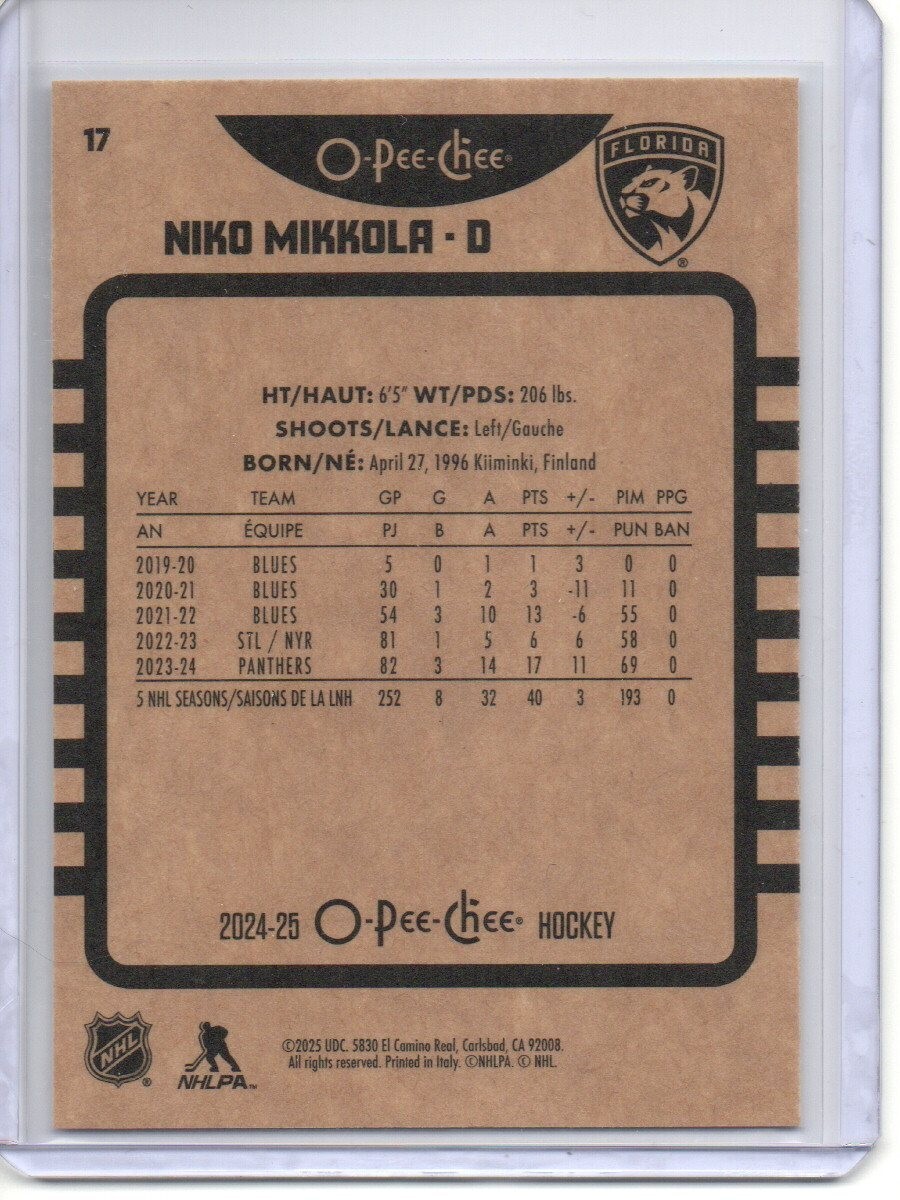 17
O-Pee-Chee®
FLORIDA
®
NIKO MIKKOLA - D
HT/HAUT: 6'5" WT/PDS: 206 lbs.
SHOOTS/LANCE: Left/Gauche
BORN/NÉ: April 27, 1996 Kiiminki, Finland
YEAR TEAM GP G A PTS +/- PIM PPG
AN ÉQUIPE PJ B A PTS +/- PUN BAN
2019-20 BLUES 5 0 1 1 3 0 0
2020-21 BLUES 30 1 2 3 -11 11 0
2021-22 BLUES 54 3 10 13 -6 55 0
2022-23 STL / NYR 81 1 5 6 6 58 0
2023-24 PANTHERS 82 3 14 17 11 69 0
5 NHL SEASONS/SAISONS DE LA LNH 252 8 32 40 3 193 0
2024-25 O-Pee-Chee® HOCKEY
NHL®
NHLPA™
©2025 UDC. 5830 El Camino Real, Carlsbad, CA 92008.
All rights reserved. Printed in Italy. ©NHLPA. © NHL.